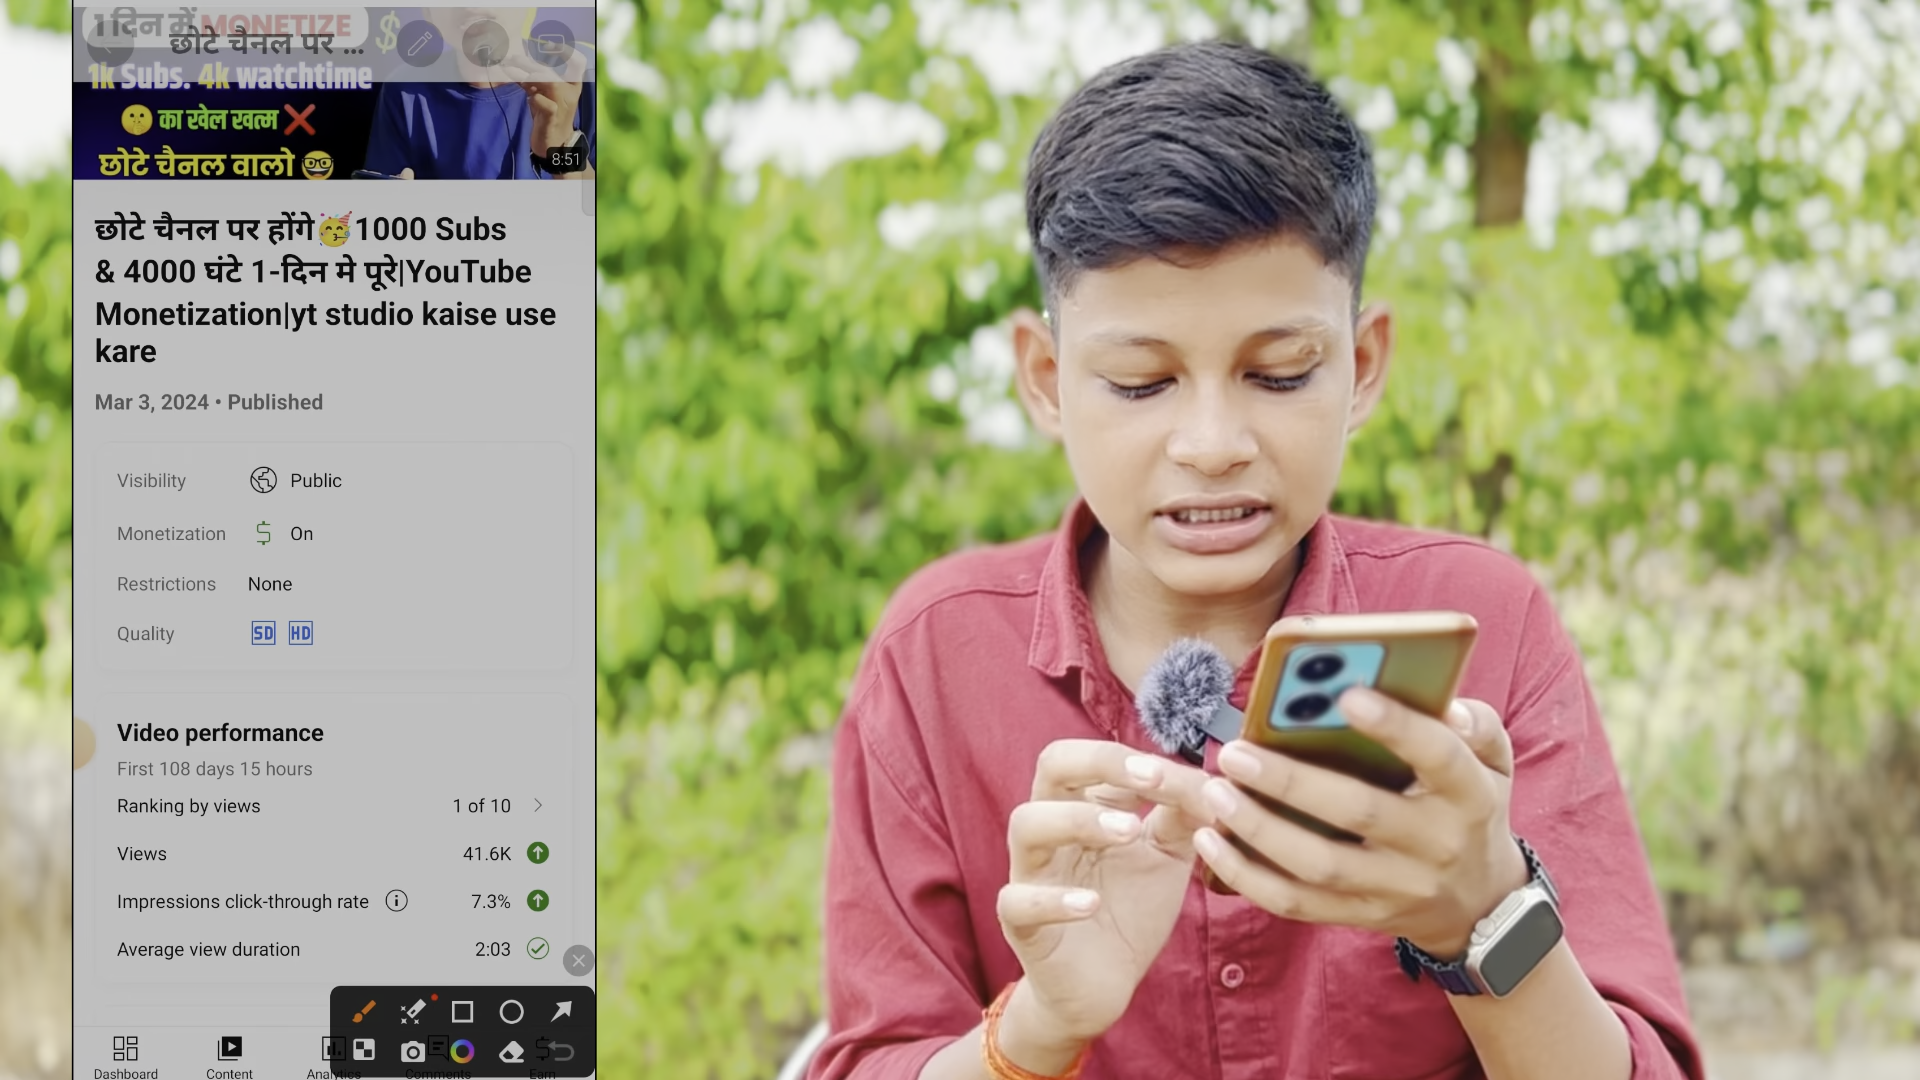 1 दिन में MONETIZE
छोटे चैनल पर ...
1k Subs. 4k watchtime
का खेल खत्म
छोटे चैनल वालो
8:51
छोटे चैनल पर होंगे🥳1000 Subs
& 4000 घंटे 1-दिन मे पूरे|YouTube
Monetization|yt studio kaise use
kare
Mar 3, 2024 • Published
Visibility Public
Monetization On
Restrictions None
Quality SD HD
Video performance
First 108 days 15 hours
Ranking by views 1 of 10
Views 41.6K
Impressions click-through rate 7.3%
Average view duration 2:03
Dashboard Content Analytics Comments Earn